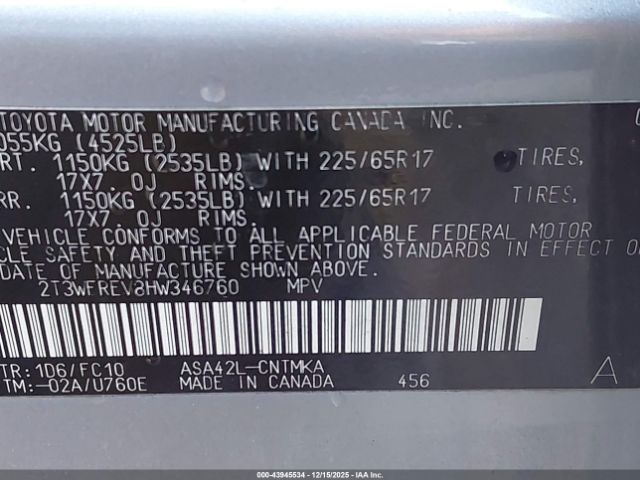 TOYOTA MOTOR MANUFACTURING CANADA INC.
055KG (4525LB)
RT. 1150KG (2535LB) WITH 225/65R17 TIRES,
17X7. OJ RIMS.
RR. 1150KG (2535LB) WITH 225/65R17 TIRES,
17X7. OJ RIMS.
VEHICLE CONFORMS TO ALL APPLICABLE FEDERAL MOTOR
CLE SAFETY AND THEFT PREVENTION STANDARDS IN EFFECT O
DATE OF MANUFACTURE SHOWN ABOVE.
2T3WFREV8HW346760 MPV
TR: 1D6/FC10 ASA42L-CNTMKA
TM:-02A/U760E MADE IN CANADA 456 A
000-43945534 - 12/15/2025 - IAA Inc.